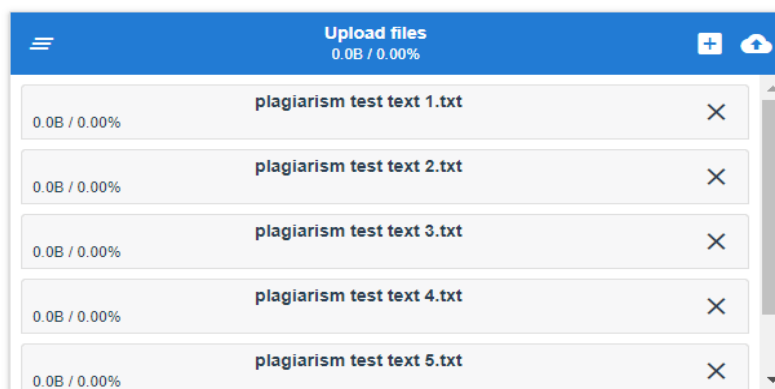 Upload files
0.0B / 0.00%
plagiarism test text 1.txt
0.0B / 0.00%
plagiarism test text 2.txt
0.0B / 0.00%
plagiarism test text 3.txt
0.0B / 0.00%
plagiarism test text 4.txt
0.0B / 0.00%
plagiarism test text 5.txt
0.0B / 0.00%